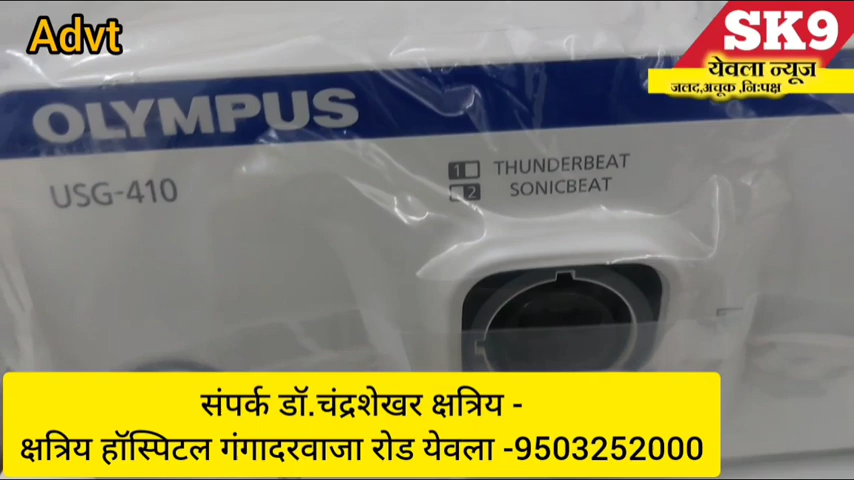 Advt
SK9
येवला न्यूज
जलद,अचूक ,नि:पक्ष
OLYMPUS
USG-410
1 THUNDERBEAT
2 SONICBEAT
संपर्क डॉ.चंद्रशेखर क्षत्रिय -
क्षत्रिय हॉस्पिटल गंगादरवाजा रोड येवला -9503252000